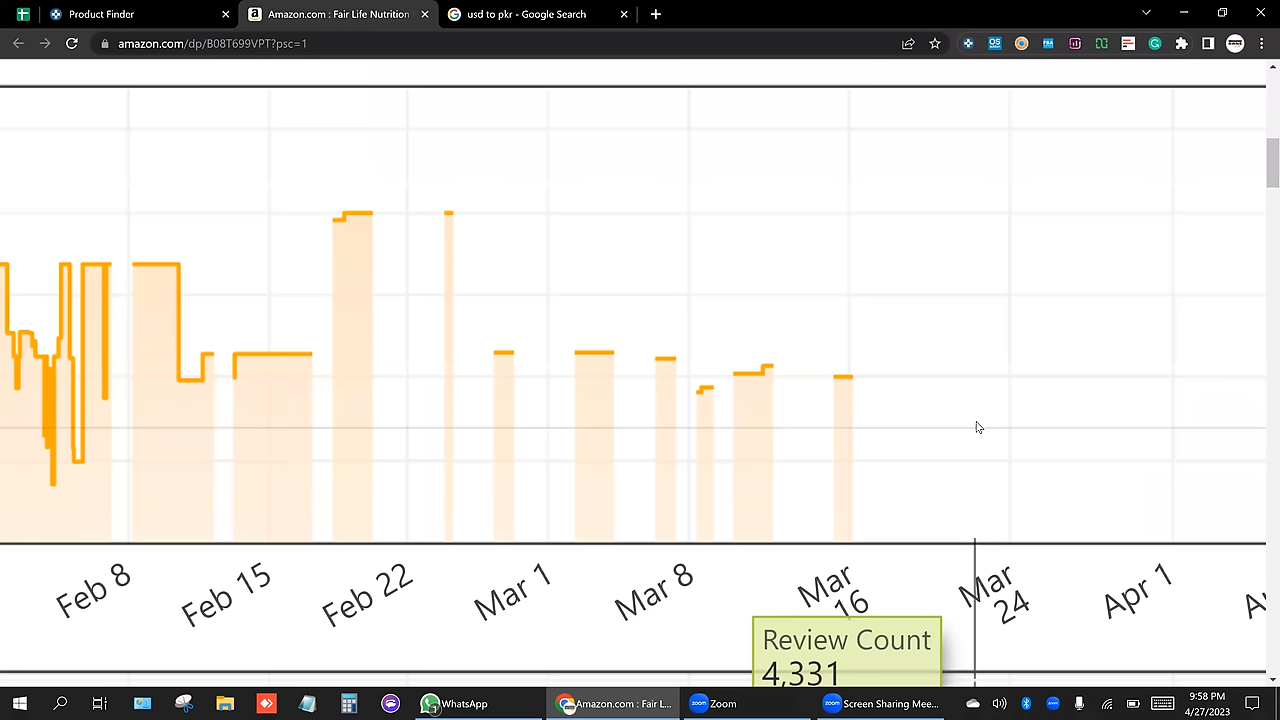 Product Finder
Amazon.com : Fair Life Nutrition
usd to pkr - Google Search
amazon.com/dp/B08T699VPT?psc=1
Feb 8
Feb 15
Feb 22
Mar 1
Mar 8
Mar
16
Mar
24
Apr 1
Review Count
4,331
WhatsApp
Amazon.com : Fair L...
Zoom
Screen Sharing Mee...
9:58 PM
4/27/2023